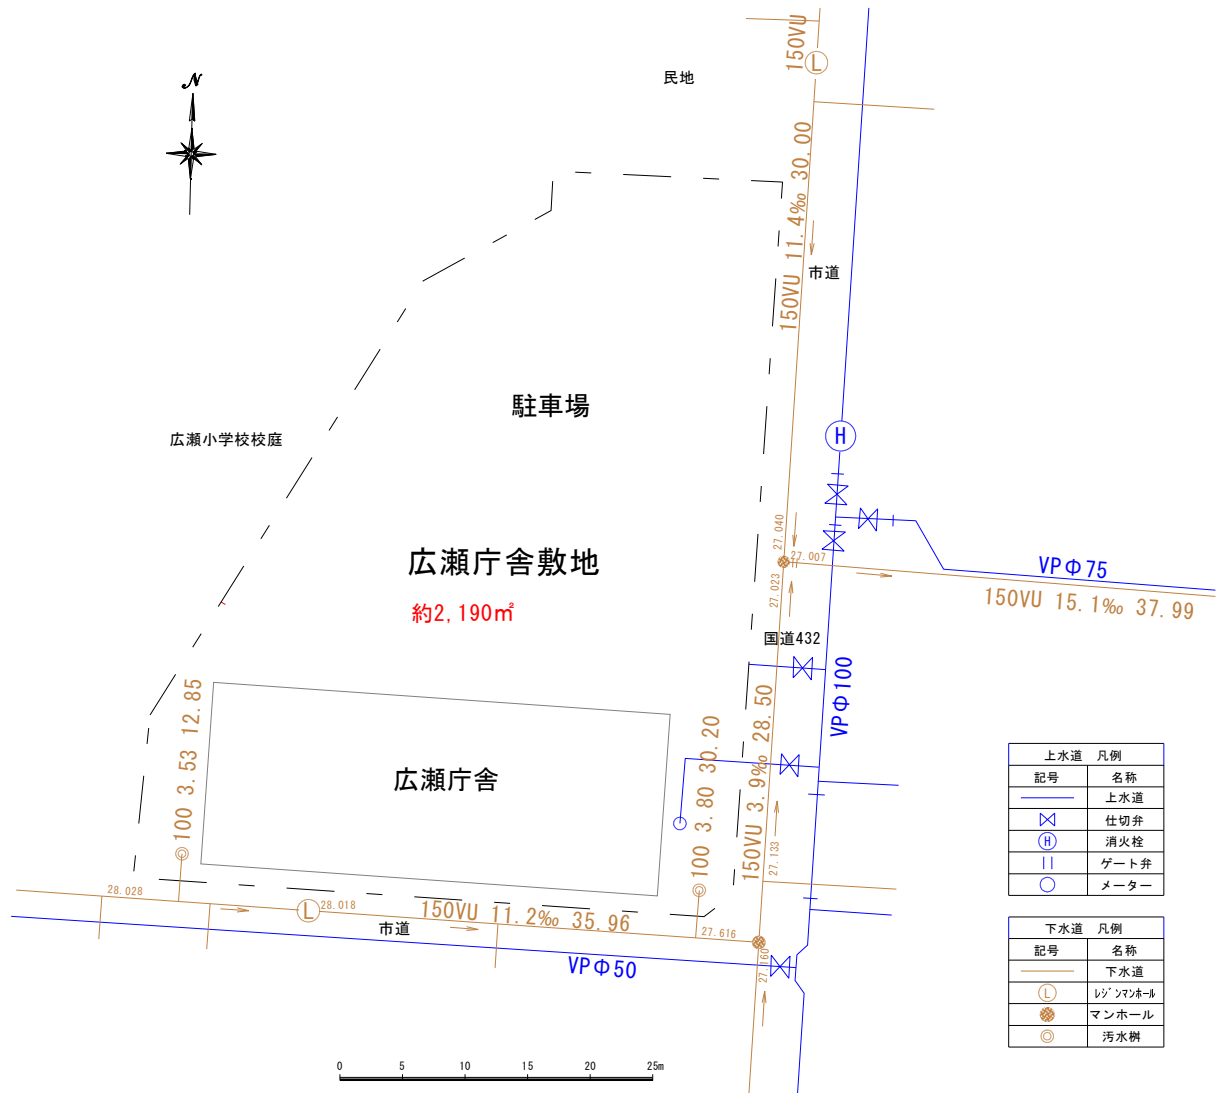 N
民地
150VU
L
150VU 11.4‰ 30.00
市道
駐車場
広瀬小学校校庭
H
27.040
27.007
27.023
広瀬庁舎敷地
約2,190㎡
VPΦ75
150VU 15.1‰ 37.99
国道432
VPΦ100
150VU 3.9‰ 28.50
100 3.53 12.85
100 3.80 30.20
広瀬庁舎
27.133
28.028
L
28.018
150VU 11.2‰ 35.96
27.616
市道
27.160
VPΦ50
上水道 凡例
記号 名称
上水道
仕切弁
H 消火栓
ゲート弁
メーター
下水道 凡例
記号 名称
下水道
L レジンマンホール
マンホール
汚水桝
0 5 10 15 20 25m